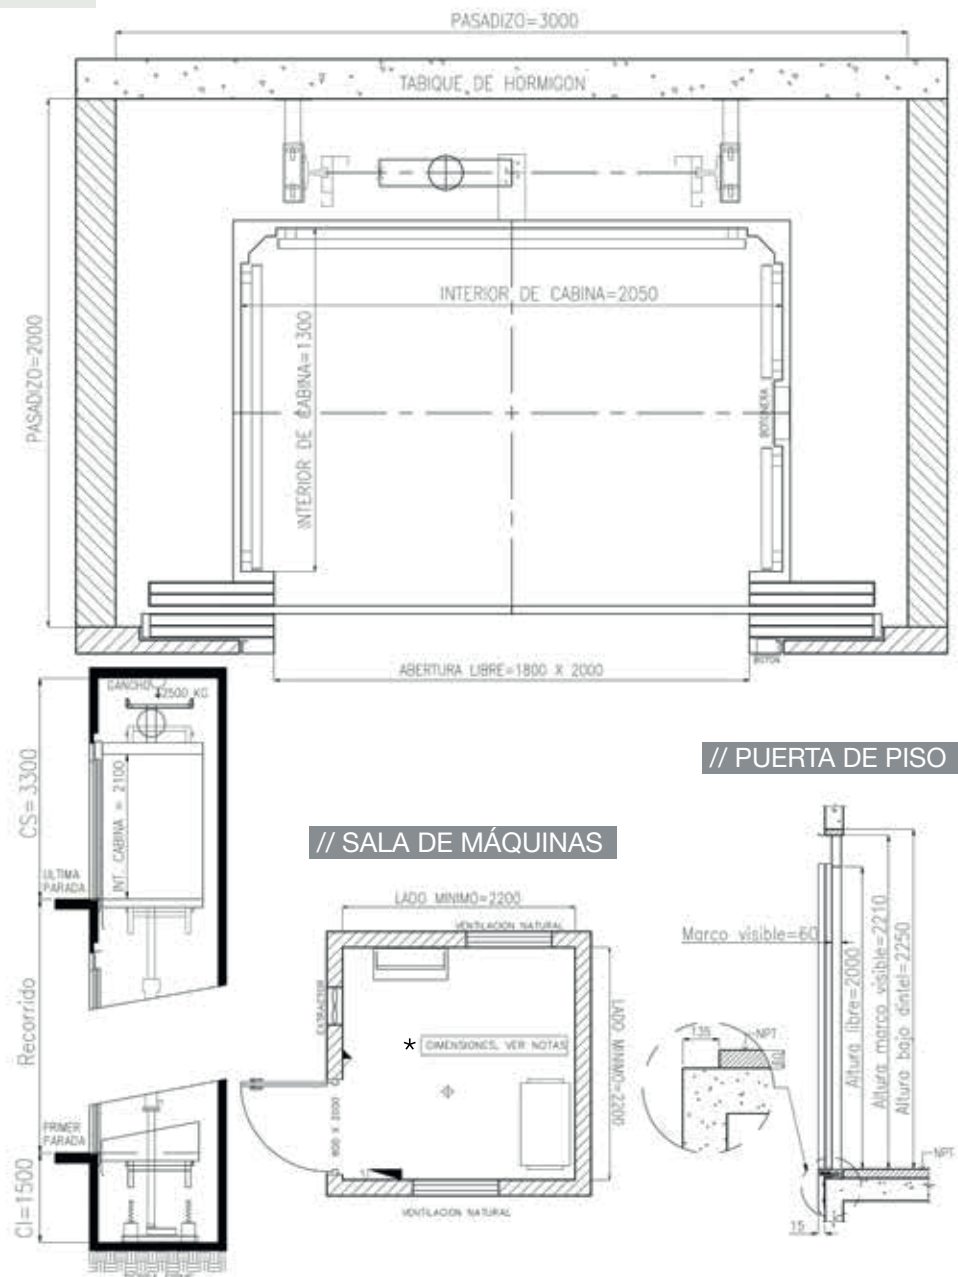 PASADIZO=3000
TABIQUE DE HORMIGON
PASADIZO=2000
INTERIOR DE CABINA=2050
INTERIOR DE CABINA=1300
BOTONERA
BOTON
ABERTURA LIBRE=1800 X 2000
GANCHO
2500 KG
CS=3300
INT. CABINA = 2100
ULTIMA
PARADA
Recorrido
PRIMER
PARADA
CI=1500
// SALA DE MÁQUINAS
LADO MINIMO=2200
VENTILACION NATURAL
EXTRACTOR
* DIMENSIONES, VER NOTAS
LADO MINIMO=2200
VENTILACION NATURAL
// PUERTA DE PISO
Marco visible=60
Altura libre=2000
Altura marco visible=2210
Altura bajo dintel=2250
135
NPT
NPT
15